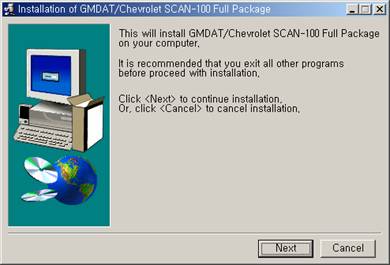 Installation of GMDAT/Chevrolet SCAN-100 Full Package
This will install GMDAT/Chevrolet SCAN-100 Full Package
on your computer,
It is recommended that you exit all other programs
before proceed with installation,
Click <Next> to continue installation,
Or, click <Cancel> to cancel installation,
Next
Cancel